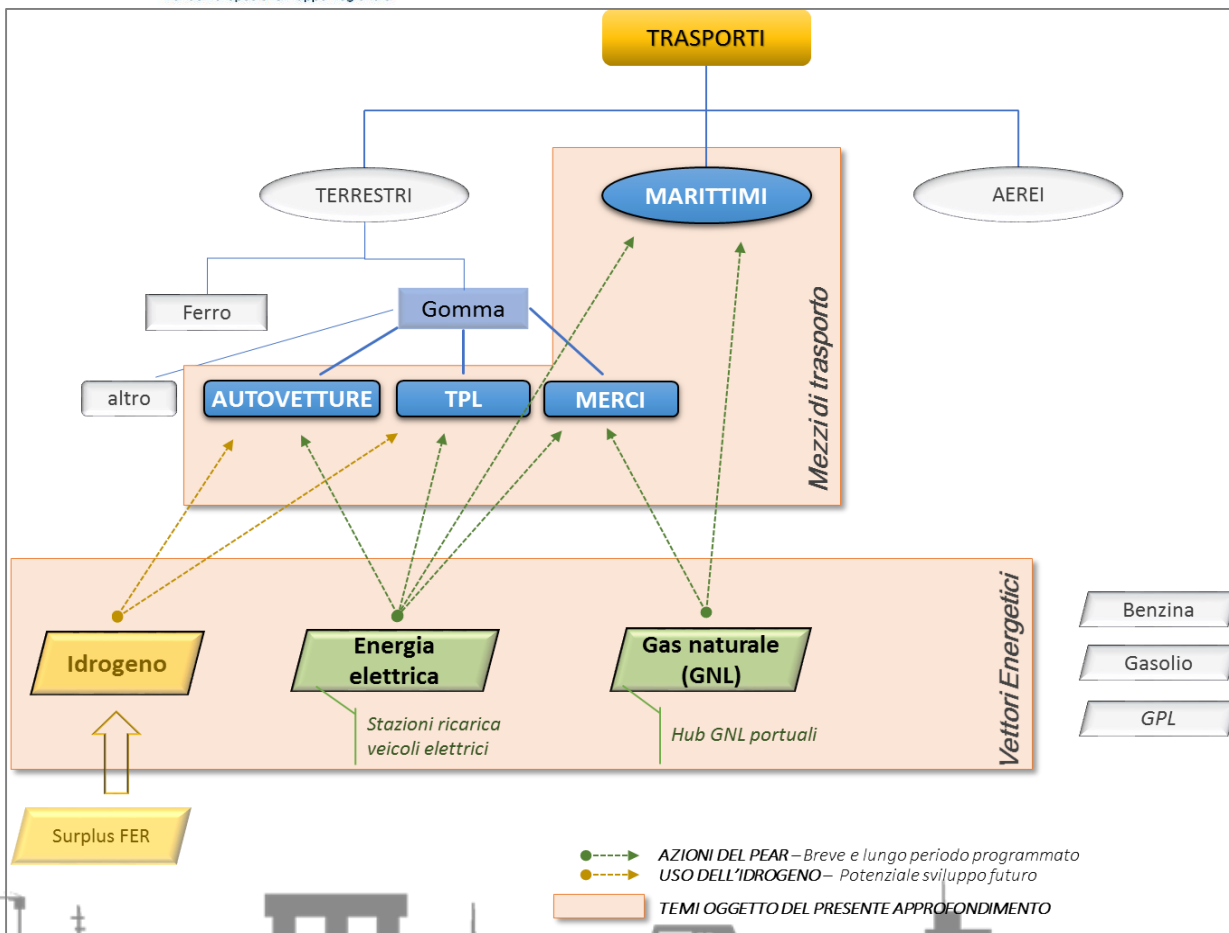 TRASPORTI
TERRESTRI
MARITTIMI
AEREI
Ferro
Gomma
altro
AUTOVETTURE
TPL
MERCI
Mezzi di trasporto
Idrogeno
Energia
elettrica
Gas naturale
(GNL)
Stazioni ricarica
veicoli elettrici
Hub GNL portuali
Vettori Energetici
Benzina
Gasolio
GPL
Surplus FER
AZIONI DEL PEAR – Breve e lungo periodo programmato
USO DELL'IDROGENO – Potenziale sviluppo futuro
TEMI OGGETTO DEL PRESENTE APPROFONDIMENTO